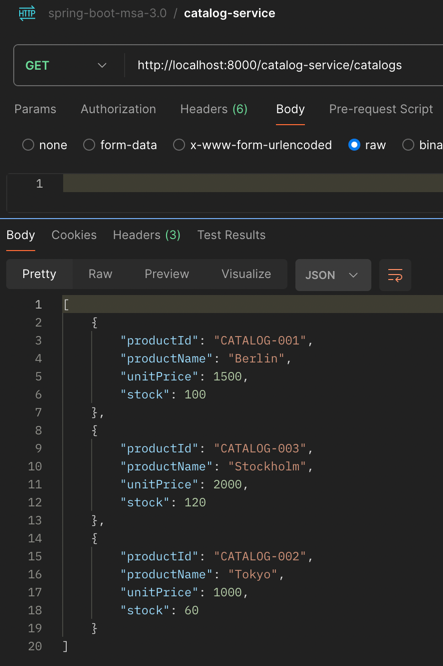 HTTP spring-boot-msa-3.0 / catalog-service
GET http://localhost:8000/catalog-service/catalogs
Params Authorization Headers (6) Body Pre-request Script
none form-data x-www-form-urlencoded raw bina
1
Body Cookies Headers (3) Test Results
Pretty Raw Preview Visualize JSON
1 [
2 {
3 "productId": "CATALOG-001",
4 "productName": "Berlin",
5 "unitPrice": 1500,
6 "stock": 100
7 },
8 {
9 "productId": "CATALOG-003",
10 "productName": "Stockholm",
11 "unitPrice": 2000,
12 "stock": 120
13 },
14 {
15 "productId": "CATALOG-002",
16 "productName": "Tokyo",
17 "unitPrice": 1000,
18 "stock": 60
19 }
20 ]